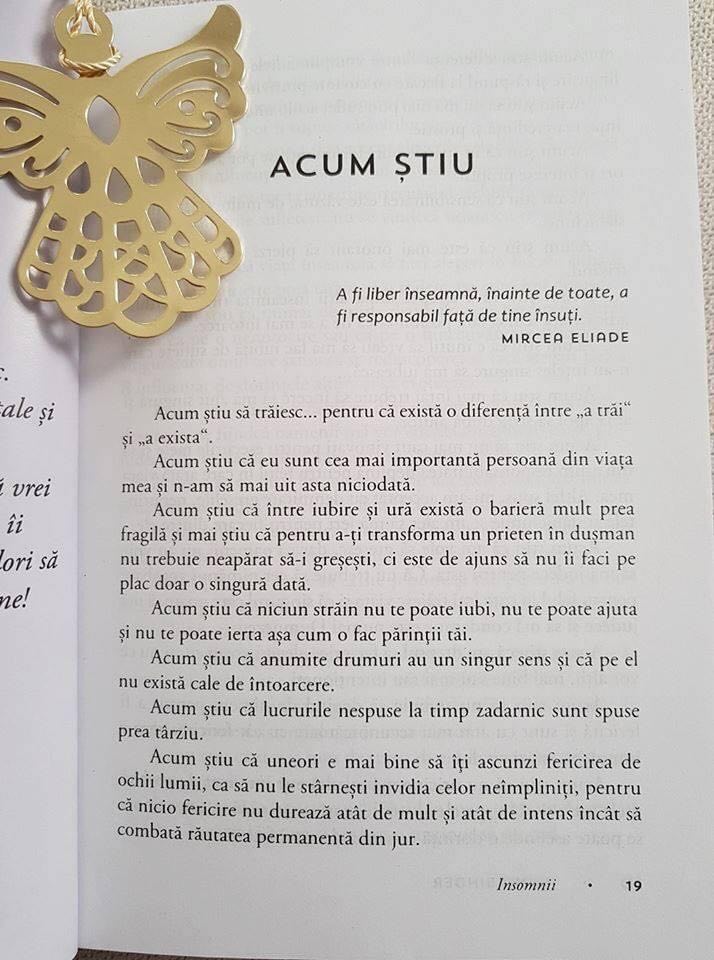 ale și
ă vrei
îi
lori să
ne!
ACUM ȘTIU
A fi liber înseamnă, înainte de toate, a
fi responsabil față de tine însuți.
MIRCEA ELIADE
Acum știu să trăiesc... pentru că există o diferență între „a trăi“
și „a exista“.
Acum știu că eu sunt cea mai importantă persoană din viața
mea și n-am să mai uit asta niciodată.
Acum știu că între iubire și ură există o barieră mult prea
fragilă și mai știu că pentru a-ți transforma un prieten în dușman
nu trebuie neapărat să-i greșești, ci este de ajuns să nu îi faci pe
plac doar o singură dată.
Acum știu că niciun străin nu te poate iubi, nu te poate ajuta
și nu te poate ierta așa cum o fac părinții tăi.
Acum știu că anumite drumuri au un singur sens și că pe el
nu există cale de întoarcere.
Acum știu că lucrurile nespuse la timp zadarnic sunt spuse
prea târziu.
Acum știu că uneori e mai bine să îți ascunzi fericirea de
ochii lumii, ca să nu le stârnești invidia celor neîmpliniți, pentru
că nicio fericire nu durează atât de mult și atât de intens încât să
combată răutatea permanentă din jur.
Insomnii • 19